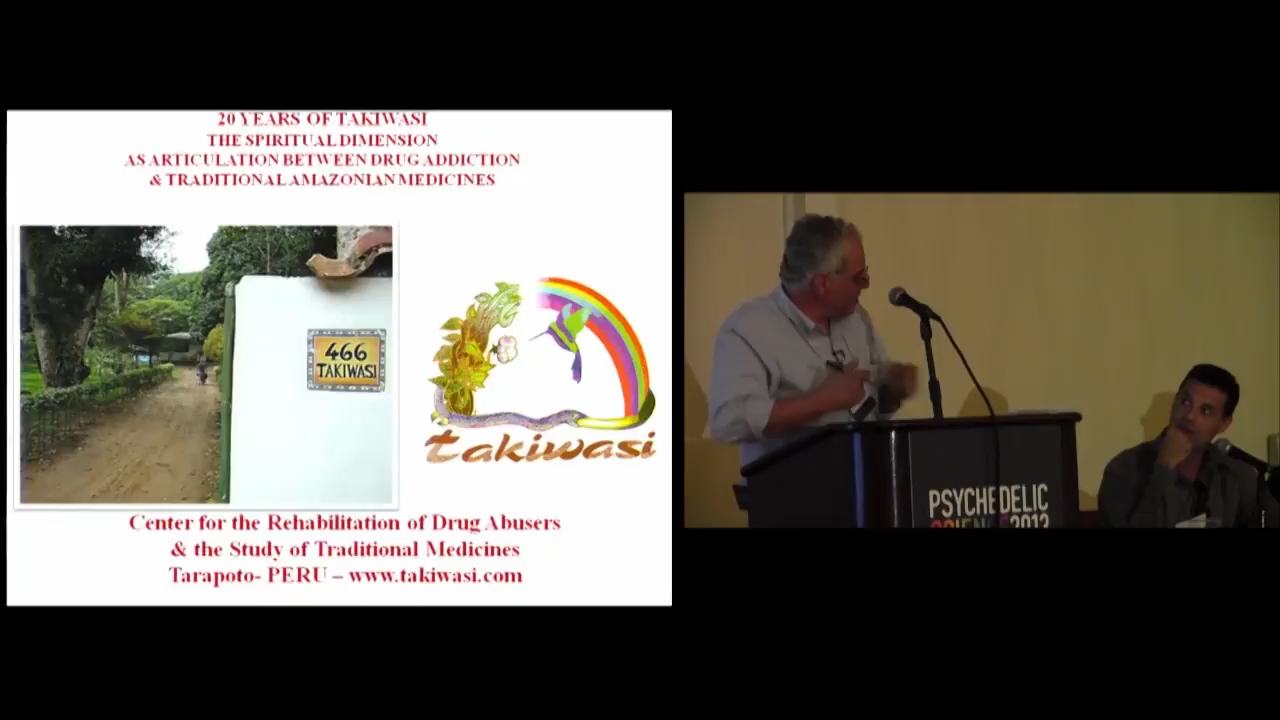 20 YEARS OF TAKIWASI
THE SPIRITUAL DIMENSION
AS ARTICULATION BETWEEN DRUG ADDICTION
& TRADITIONAL AMAZONIAN MEDICINES
466
TAKIWASI
takiwasi
Center for the Rehabilitation of Drug Abusers
& the Study of Traditional Medicines
Tarapoto- PERU – www.takiwasi.com
PSYCHEDELIC
SCIENCE2013